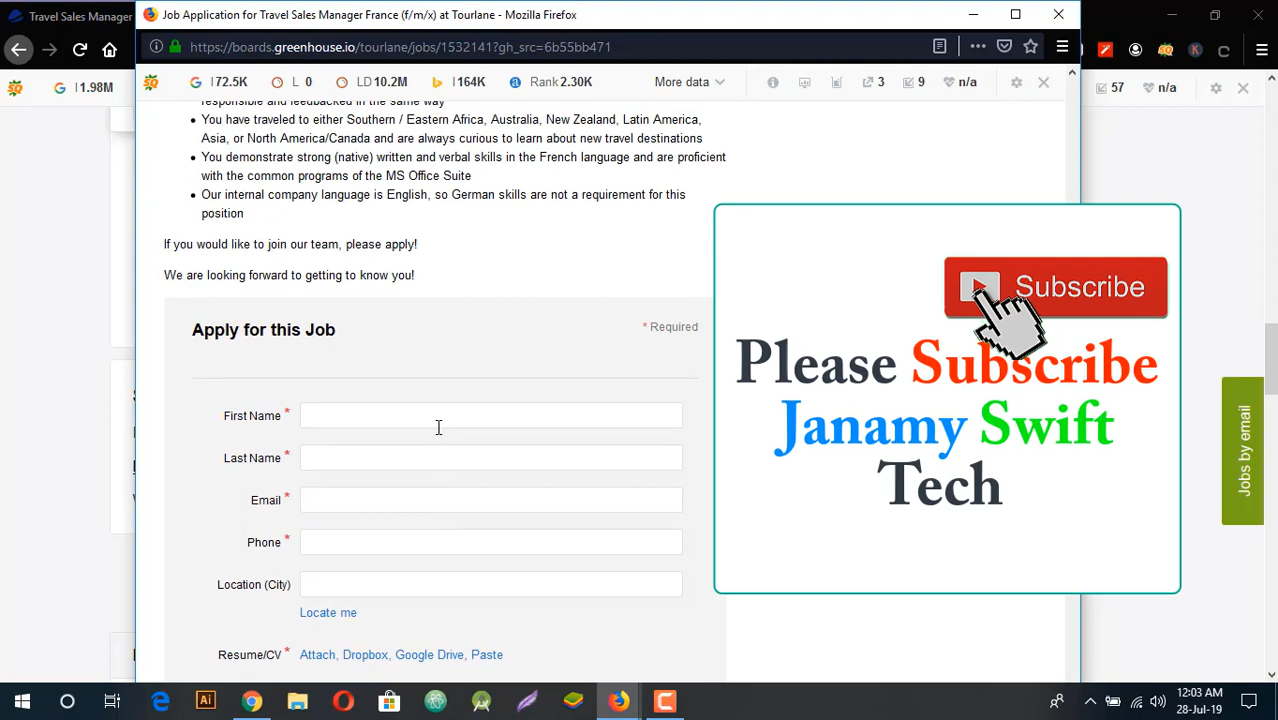 Travel Sales Manager
Job Application for Travel Sales Manager France (f/m/x) at Tourlane - Mozilla Firefox
https://boards.greenhouse.io/tourlane/jobs/1532141?gh_src=6b55bb471
I 1.98M
I 72.5K
L 0
LD 10.2M
I 164K
Rank 2.30K
More data
3
9
n/a
57
n/a
responsible and feedbacked in the same way
You have traveled to either Southern / Eastern Africa, Australia, New Zealand, Latin America,
Asia, or North America/Canada and are always curious to learn about new travel destinations
You demonstrate strong (native) written and verbal skills in the French language and are proficient
with the common programs of the MS Office Suite
Our internal company language is English, so German skills are not a requirement for this
position
If you would like to join our team, please apply!
We are looking forward to getting to know you!
Apply for this Job
* Required
First Name *
Last Name *
Email *
Phone *
Location (City)
Locate me
Resume/CV *
Attach, Dropbox, Google Drive, Paste
Subscribe
Please Subscribe
Janamy Swift
Tech
Jobs by email
Ai
12:03 AM
28-Jul-19